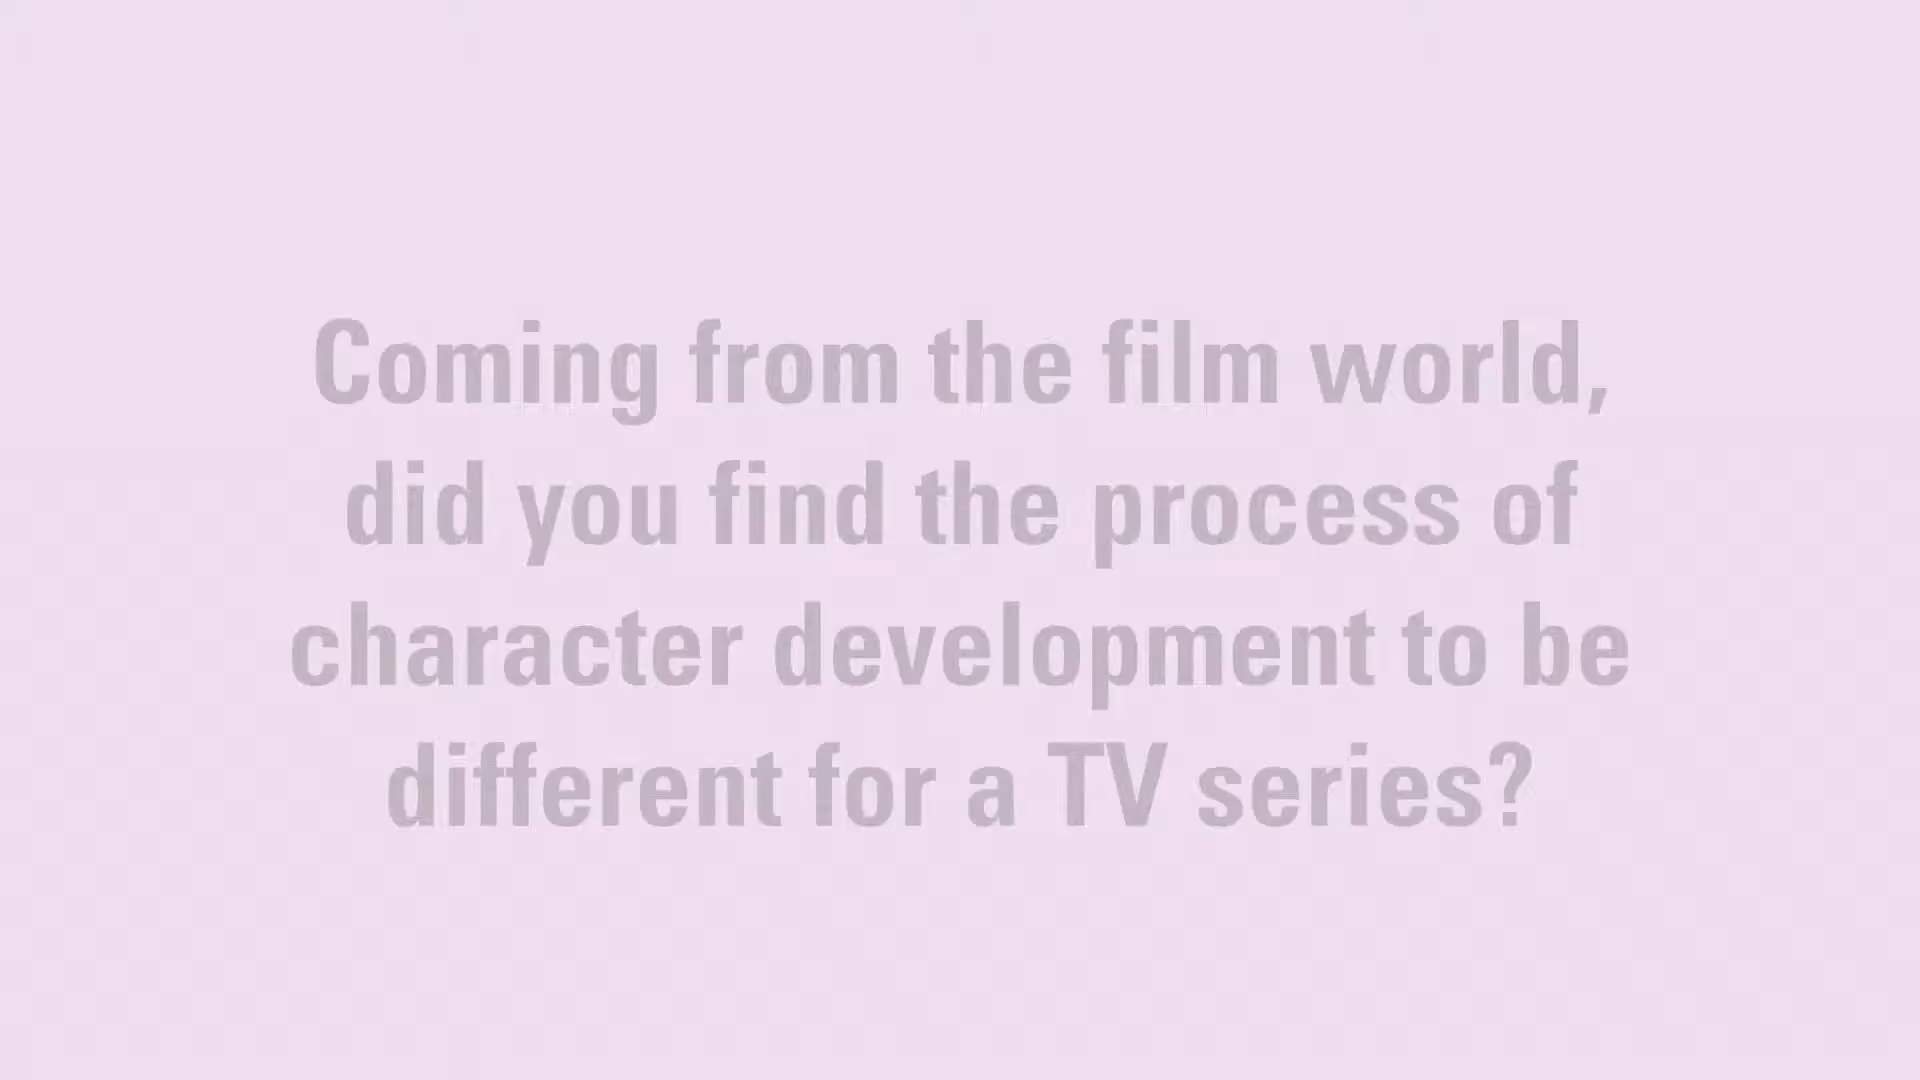 Coming from the film world,
did you find the process of
character development to be
different for a TV series?